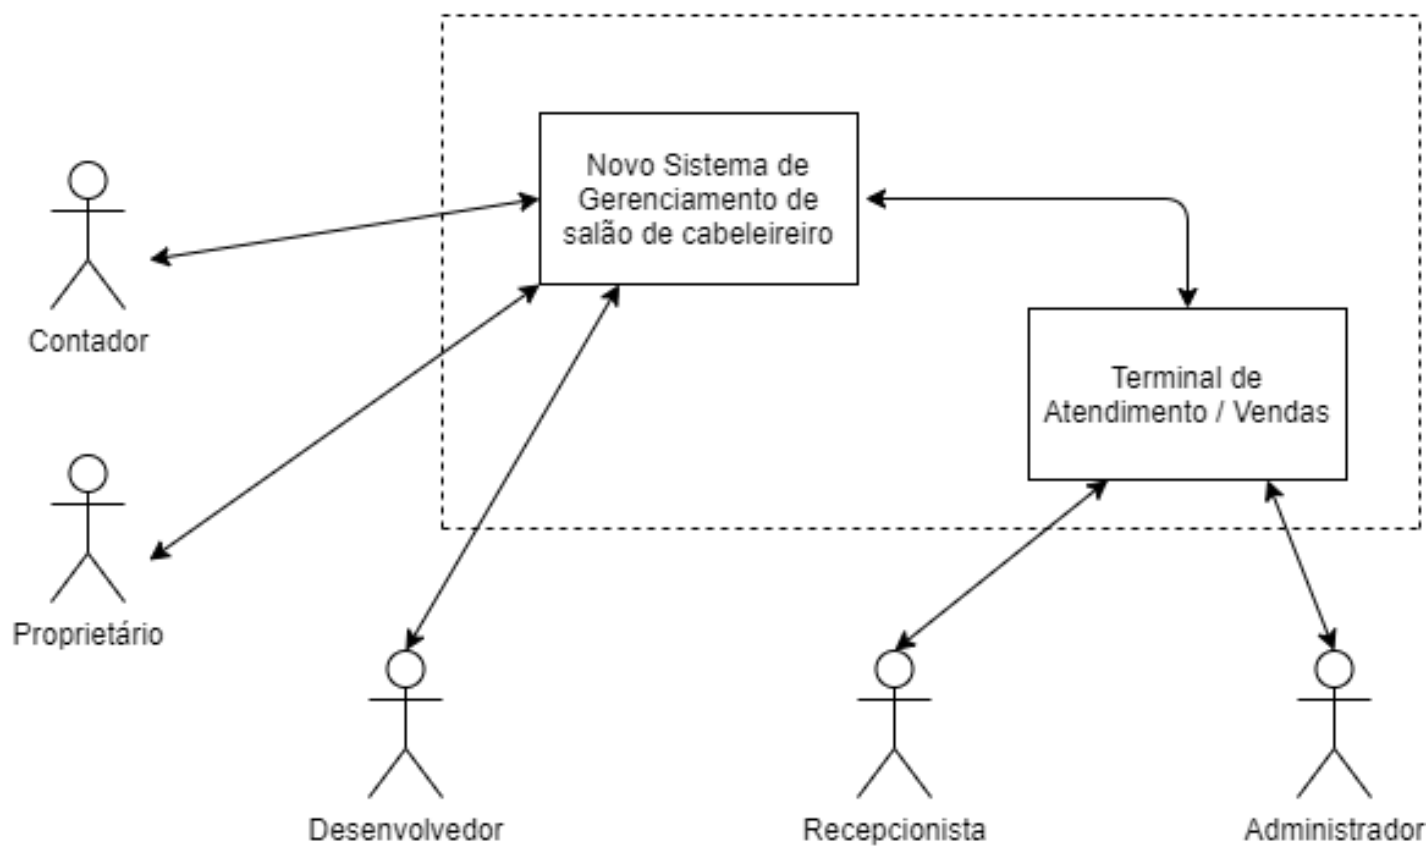 Novo Sistema de
Gerenciamento de
salão de cabeleireiro
Contador
Terminal de
Atendimento / Vendas
Proprietário
Desenvolvedor
Recepcionista
Administrador